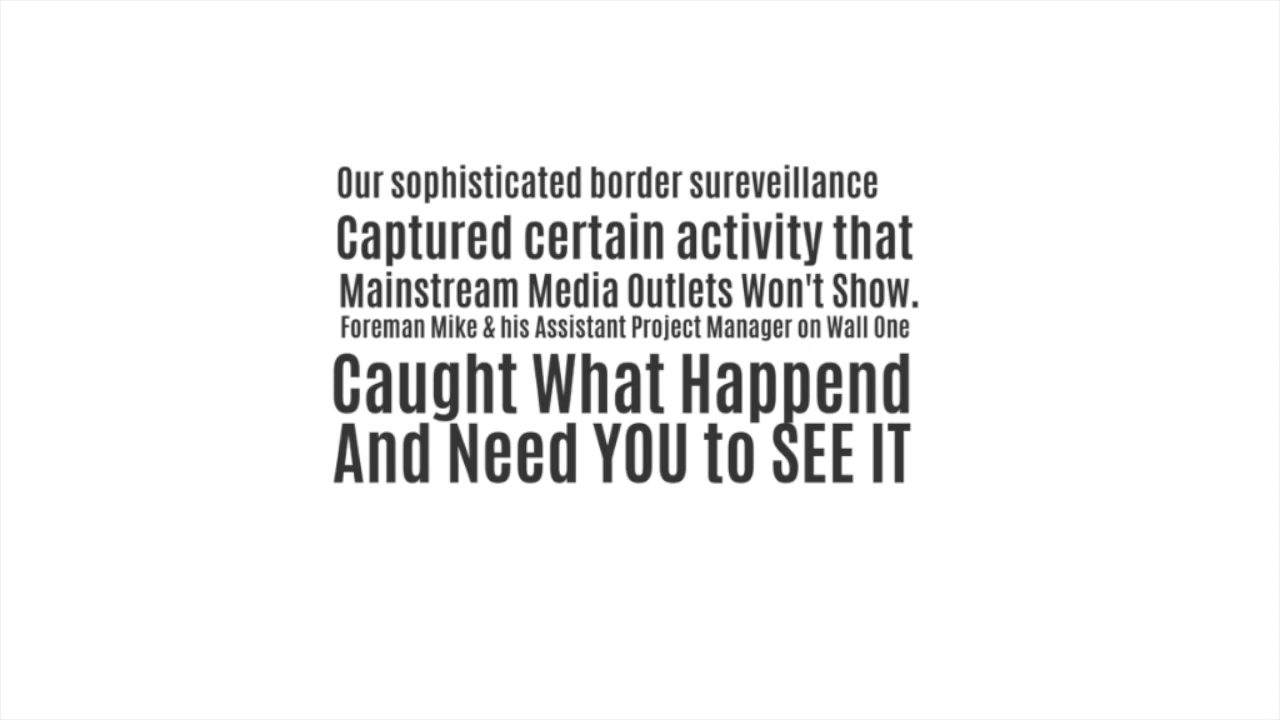 Our sophisticated border sureveillance
Captured certain activity that
Mainstream Media Outlets Won't Show.
Foreman Mike & his Assistant Project Manager on Wall One
Caught What Happend
And Need YOU to SEE IT